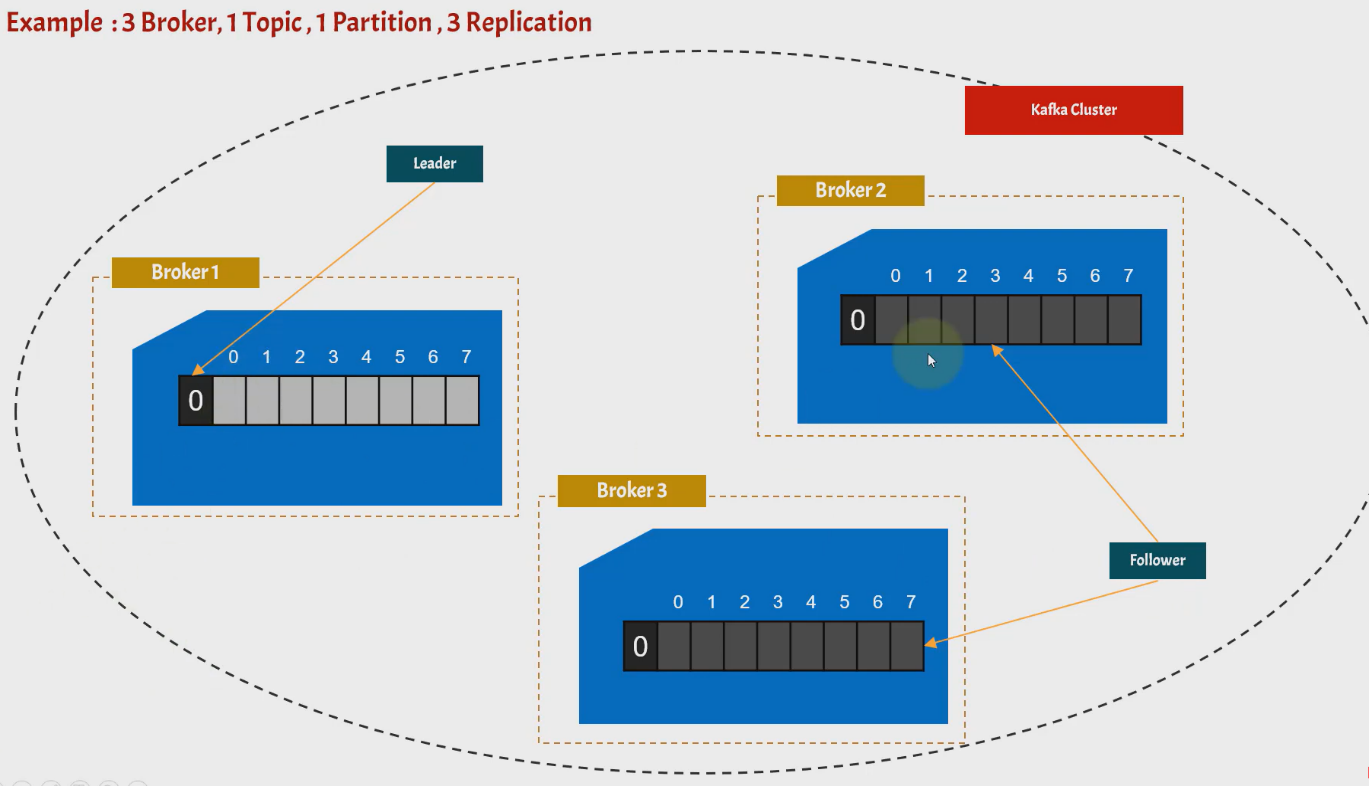 Example : 3 Broker, 1 Topic , 1 Partition , 3 Replication
Kafka Cluster
Leader
Broker 2
0 1 2 3 4 5 6 7
0
Broker 1
0 1 2 3 4 5 6 7
0
Broker 3
0 1 2 3 4 5 6 7
0
Follower